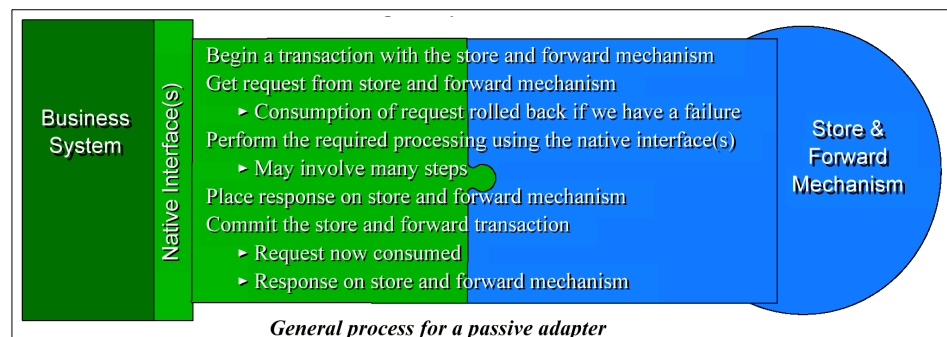 Business
System
Native Interface(s)
Begin a transaction with the store and forward mechanism
Get request from store and forward mechanism
► Consumption of request rolled back if we have a failure
Perform the required processing using the native interface(s)
► May involve many steps
Place response on store and forward mechanism
Commit the store and forward transaction
► Request now consumed
► Response on store and forward mechanism
Store &
Forward
Mechanism
General process for a passive adapter